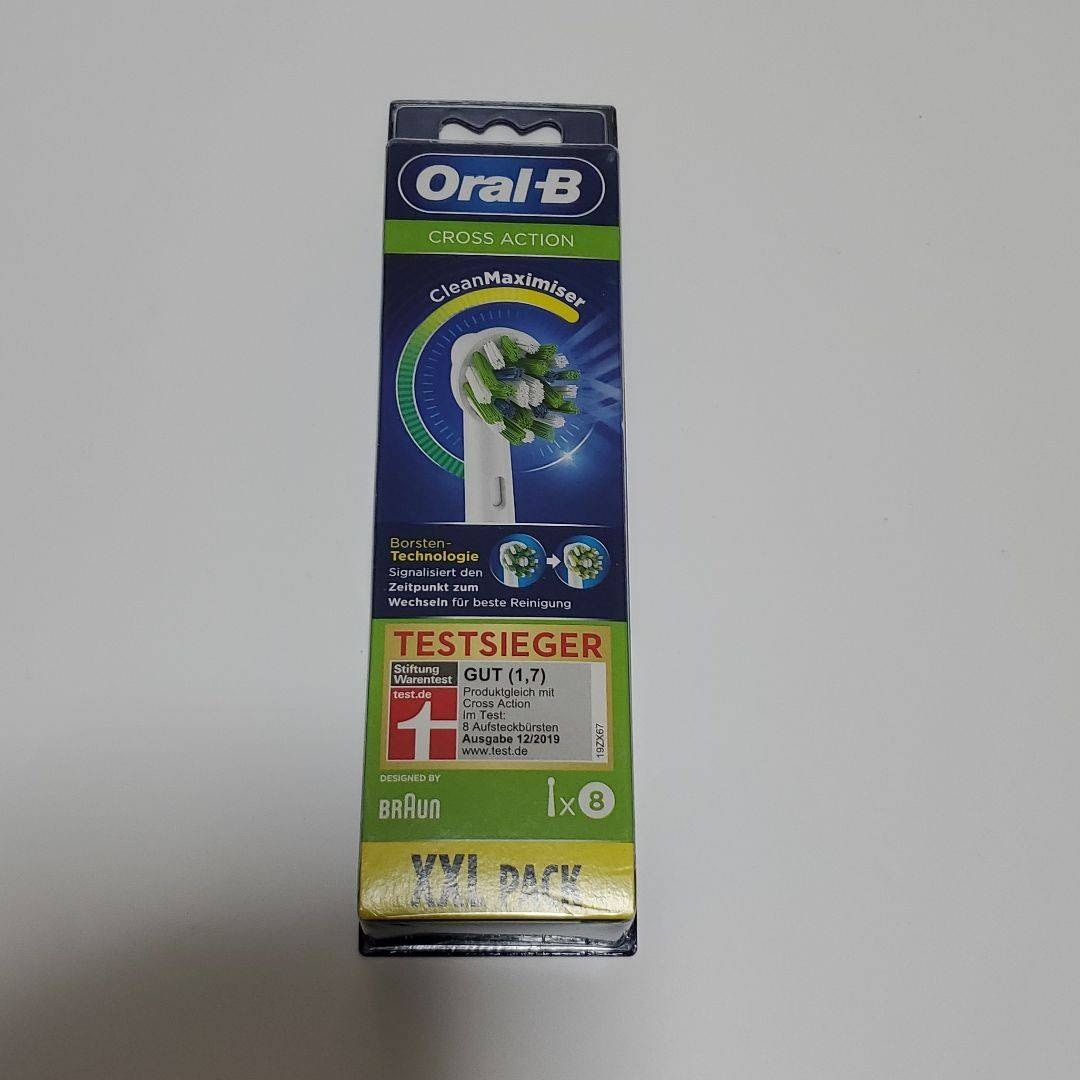 Oral-B
CROSS ACTION
CleanMaximiser
Borsten-
Technologie
Signalisiert den
Zeitpunkt zum
Wechseln für beste Reinigung
TESTSIEGER
Stiftung
Warentest
test.de
GUT (1,7)
Produktgleich mit
Cross Action
Im Test:
8 Aufsteckbürsten
Ausgabe 12/2019
www.test.de
19ZX67
DESIGNED BY
BRAUN
x 8
XXL PACK